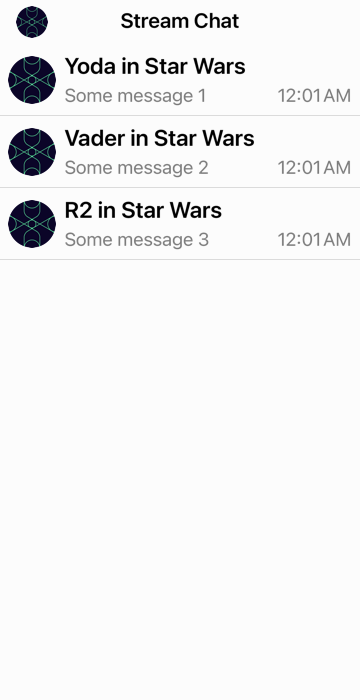 Stream Chat
Yoda in Star Wars
Some message 1 12:01 AM
Vader in Star Wars
Some message 2 12:01 AM
R2 in Star Wars
Some message 3 12:01 AM